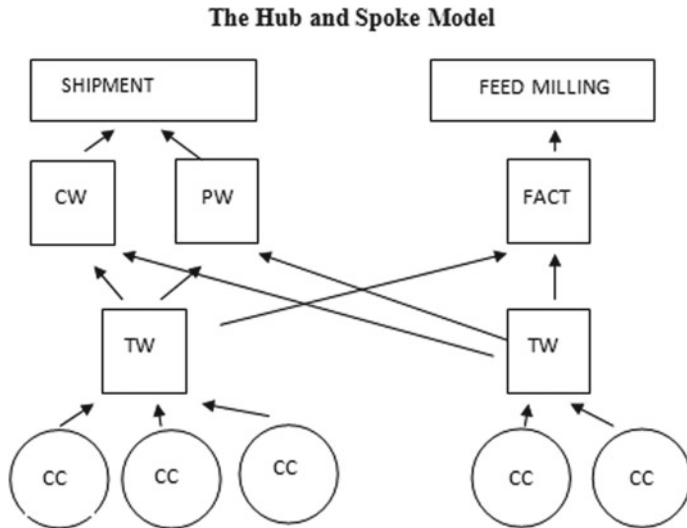 The Hub and Spoke Model
SHIPMENT
FEED MILLING
CW
PW
FACT
TW
TW
CC
CC
CC
CC
CC